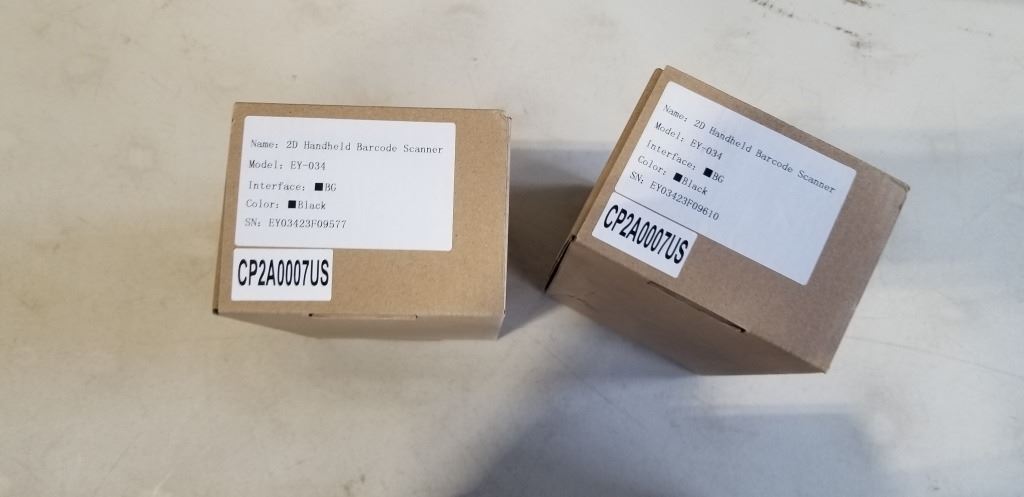 Name: 2D Handheld Barcode Scanner
Model: EY-034
Interface: ■BG
Color: ■Black
SN: EY03423F09577
CP2A0007US
Name: 2D Handheld Barcode Scanner
Model: EY-034
Interface: ■BG
Color: ■Black
SN: EY03423F09610
CP2A0007US